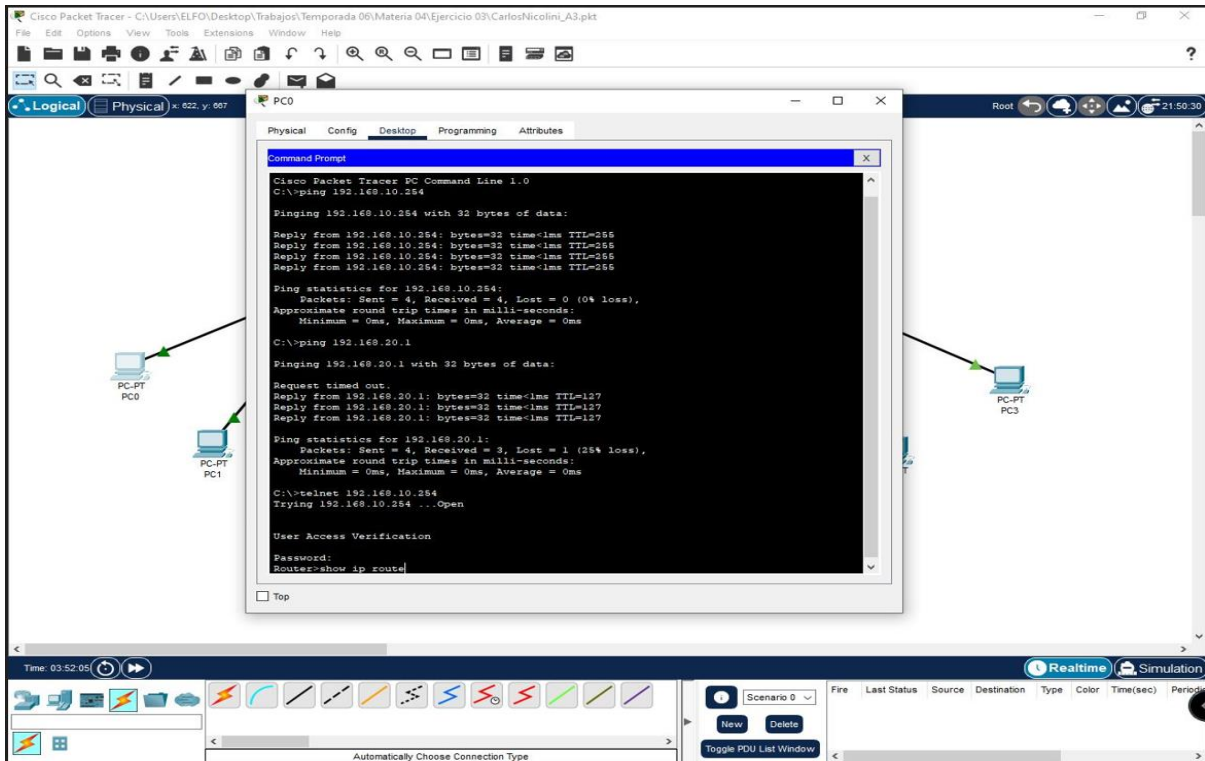 Cisco Packet Tracer - C:\Users\ELFO\Desktop\Trabajos\Temporada 06\Materia 04\Ejercicio 03\CarlosNicolini_A3.pkt
File Edit Options View Tools Extensions Window Help
?
Logical Physical x: 622, y: 667
Root 21:50:30
PC0
Physical Config Desktop Programming Attributes
Command Prompt
X
Cisco Packet Tracer PC Command Line 1.0
C:\>ping 192.168.10.254
Pinging 192.168.10.254 with 32 bytes of data:
Reply from 192.168.10.254: bytes=32 time<1ms TTL=255
Reply from 192.168.10.254: bytes=32 time<1ms TTL=255
Reply from 192.168.10.254: bytes=32 time<1ms TTL=255
Reply from 192.168.10.254: bytes=32 time<1ms TTL=255
Ping statistics for 192.168.10.254:
Packets: Sent = 4, Received = 4, Lost = 0 (0% loss),
Approximate round trip times in milli-seconds:
Minimum = 0ms, Maximum = 0ms, Average = 0ms
C:\>ping 192.168.20.1
Pinging 192.168.20.1 with 32 bytes of data:
Request timed out.
Reply from 192.168.20.1: bytes=32 time<1ms TTL=127
Reply from 192.168.20.1: bytes=32 time<1ms TTL=127
Reply from 192.168.20.1: bytes=32 time<1ms TTL=127
Ping statistics for 192.168.20.1:
Packets: Sent = 4, Received = 3, Lost = 1 (25% loss),
Approximate round trip times in milli-seconds:
Minimum = 0ms, Maximum = 0ms, Average = 0ms
C:\>telnet 192.168.10.254
Trying 192.168.10.254 ...Open
User Access Verification
Password:
Router>show ip route
Top
PC-PT
PC0
PC-PT
PC1
PC-PT
PC3
T
Time: 03:52:05
Realtime Simulation
Scenario 0
New Delete
Toggle PDU List Window
Fire Last Status Source Destination Type Color Time(sec) Periodic
Automatically Choose Connection Type